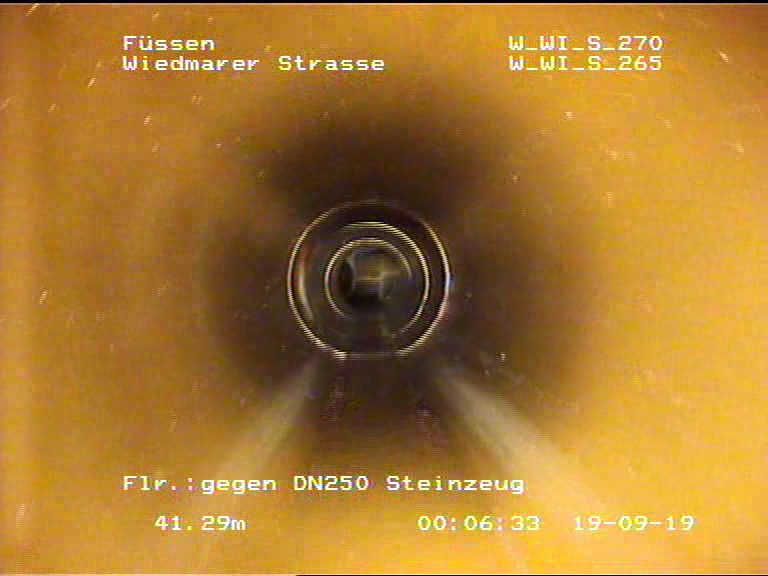 Füssen W_WI_S_270
Wiedmarer Strasse W_WI_S_265
Flr.:gegen DN250 Steinzeug
41.29m 00:06:33 19-09-19